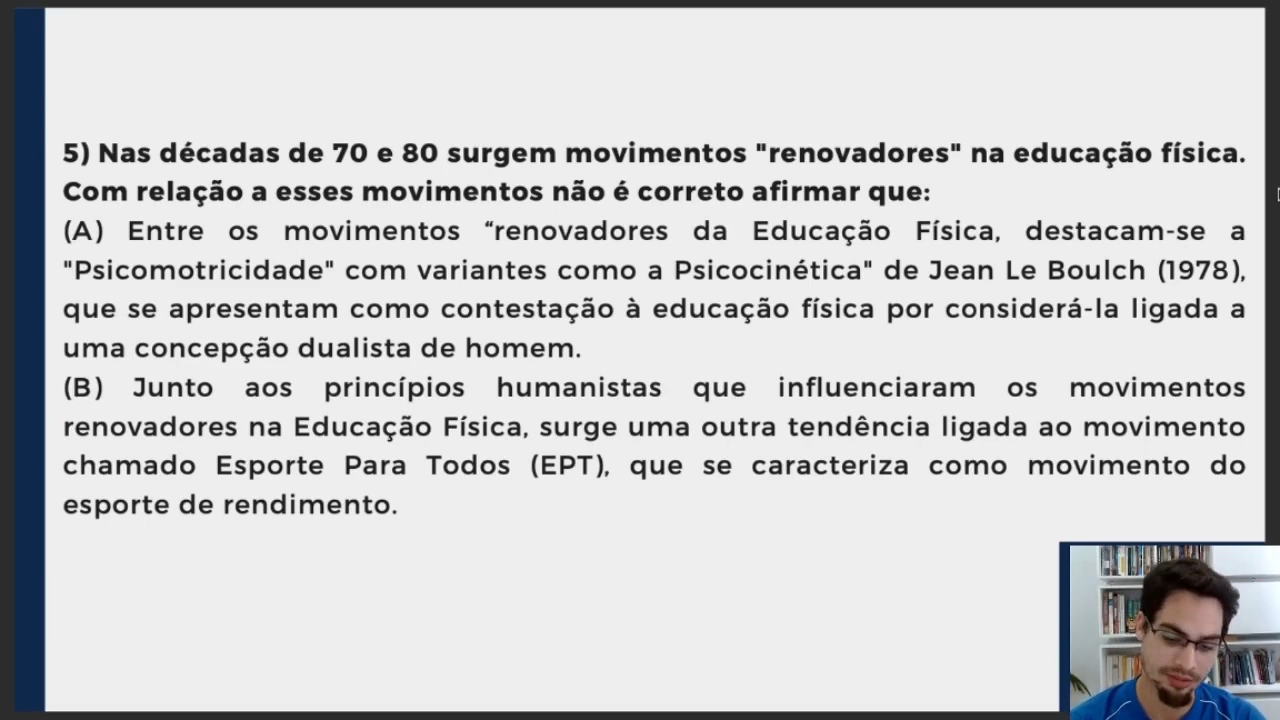 5) Nas décadas de 70 e 80 surgem movimentos "renovadores" na educação física.
Com relação a esses movimentos não é correto afirmar que:
(A) Entre os movimentos “renovadores da Educação Física, destacam-se a
"Psicomotricidade" com variantes como a Psicocinética" de Jean Le Boulch (1978),
que se apresentam como contestação à educação física por considerá-la ligada a
uma concepção dualista de homem.
(B) Junto aos princípios humanistas que influenciaram os movimentos
renovadores na Educação Física, surge uma outra tendência ligada ao movimento
chamado Esporte Para Todos (EPT), que se caracteriza como movimento do
esporte de rendimento.